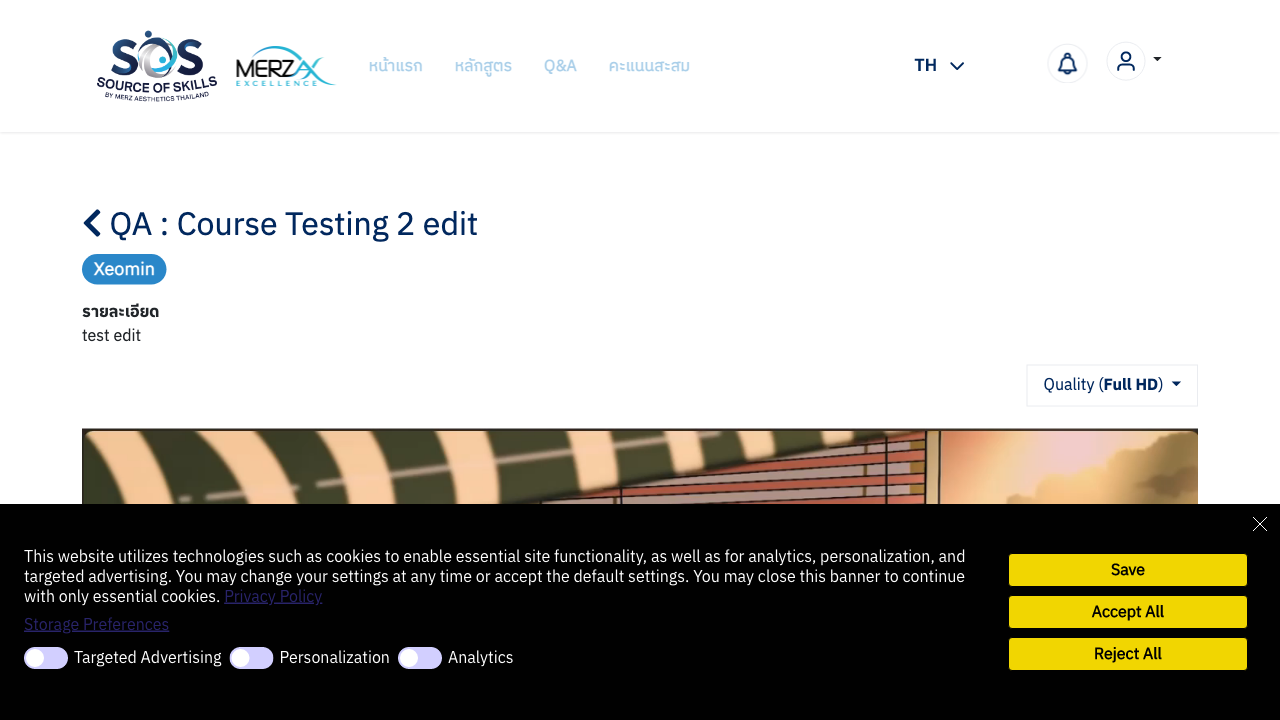 SOS
SOURCE OF SKILLS
BY MERZ AESTHETICS THAILAND
MERZ
EXCELLENCE
หน้าแรก
หลักสูตร
Q&A
คะแนนสะสม
TH
QA : Course Testing 2 edit
Xeomin
รายละเอียด
test edit
Quality (Full HD)
This website utilizes technologies such as cookies to enable essential site functionality, as well as for analytics, personalization, and
targeted advertising. You may change your settings at any time or accept the default settings. You may close this banner to continue
with only essential cookies. Privacy Policy
Storage Preferences
Targeted Advertising
Personalization
Analytics
Save
Accept All
Reject All